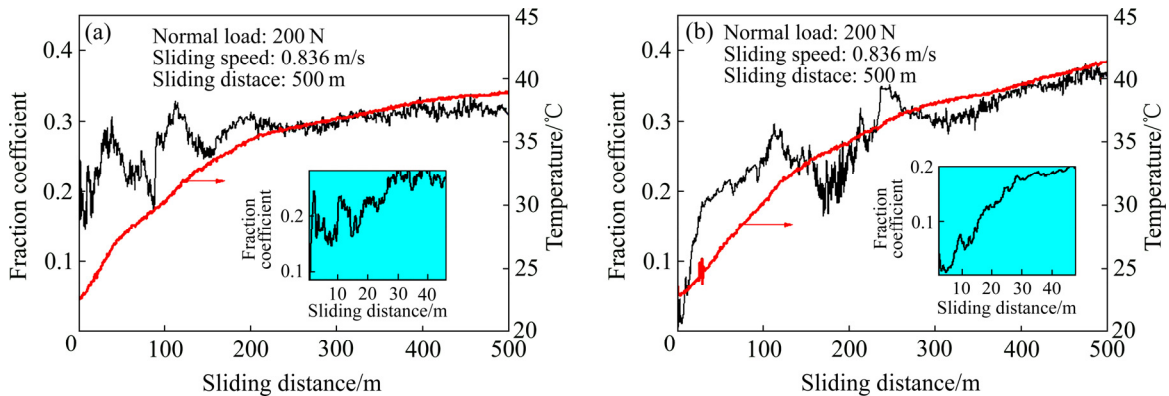 (a)
Normal load: 200 N
Sliding speed: 0.836 m/s
Sliding distace: 500 m
Fraction coefficient
0.4
0.3
0.2
0.1
0
0 100 200 300 400 500
Sliding distance/m
45
40
35
30
25
20
Temperature/°C
Fraction
coefficient
0.2
0.1
10 20 30 40
Sliding distance/m
(b)
Normal load: 200 N
Sliding speed: 0.836 m/s
Sliding distace: 500 m
Fraction coefficient
0.4
0.3
0.2
0.1
0
0 100 200 300 400 500
Sliding distance/m
45
40
35
30
25
20
Temperature/°C
Fraction
coefficient
0.2
0.1
10 20 30 40
Sliding distance/m